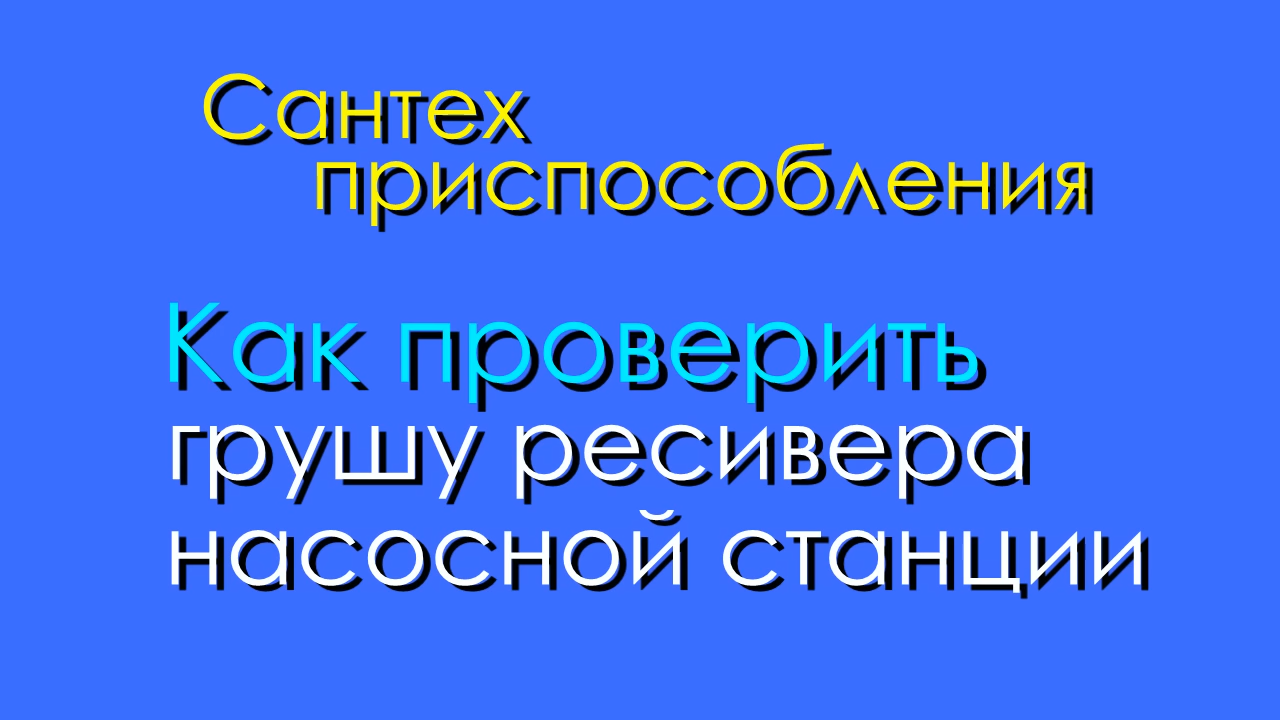 Сантех
приспособления
Как проверить
грушу ресивера
насосной станции